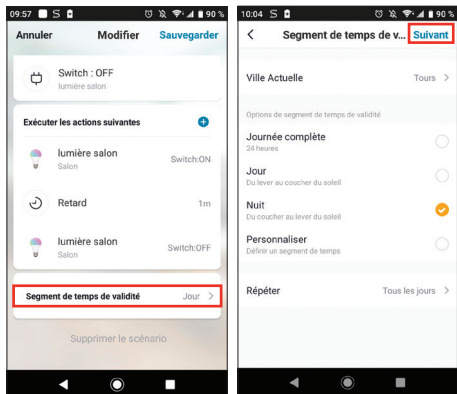 09:57 S 90 %
Annuler Modifier Sauvegarder
Switch : OFF
lumière salon
Exécuter les actions suivantes
lumière salon
Salon
Switch:ON
Retard 1m
lumière salon
Salon
Switch:OFF
Segment de temps de validité Jour >
Supprimer le scénario
10:04 S 90 %
< Segment de temps de v... Suivant
Ville Actuelle Tours >
Options de segment de temps de validité
Journée complète
24 heures
Jour
Du lever au coucher du soleil
Nuit
Du coucher au lever du soleil
Personnaliser
Définir un segment de temps
Répéter Tous les jours >